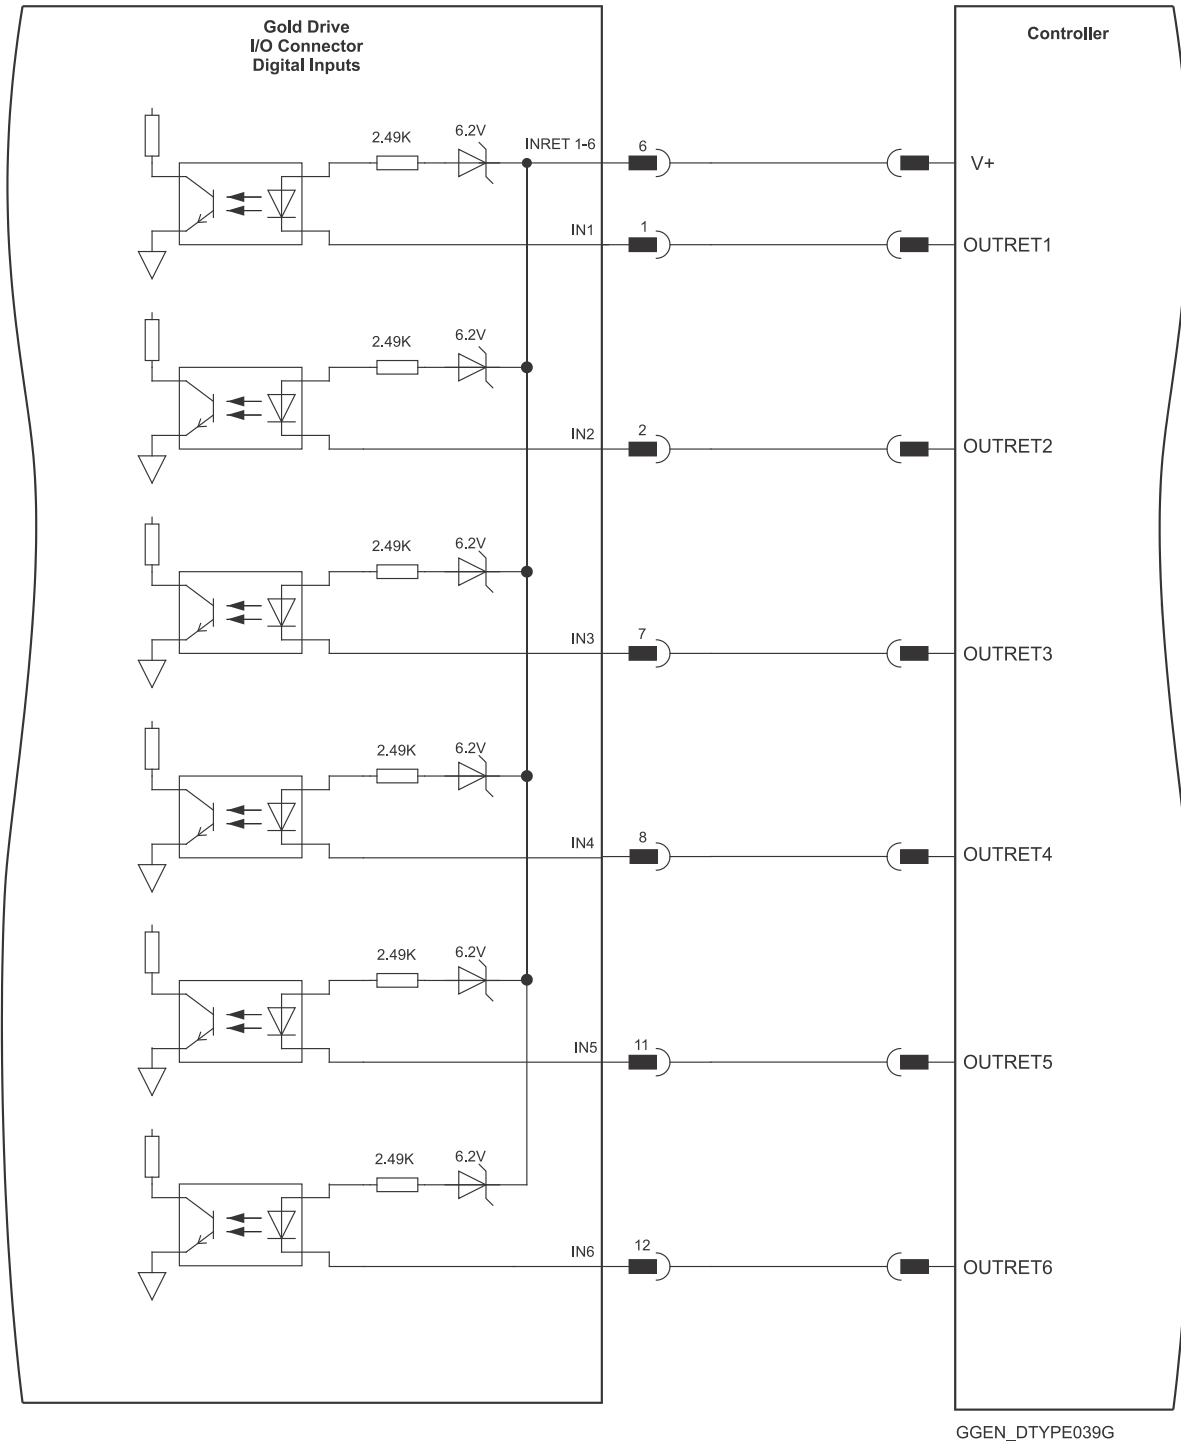 Gold Drive
I/O Connector
Digital Inputs
Controller
2.49K
6.2V
INRET 1-6
6
V+
IN1
1
OUTRET1
2.49K
6.2V
IN2
2
OUTRET2
2.49K
6.2V
IN3
7
OUTRET3
2.49K
6.2V
IN4
8
OUTRET4
2.49K
6.2V
IN5
11
OUTRET5
2.49K
6.2V
IN6
12
OUTRET6
GGEN_DTYPE039G